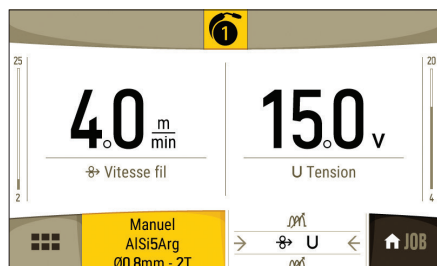 1
25
20
4.0 m/min
15.0 V
Vitesse fil
U Tension
2
4
Manuel
AlSi5Arg
Ø0.8mm - 2T
U
JOB